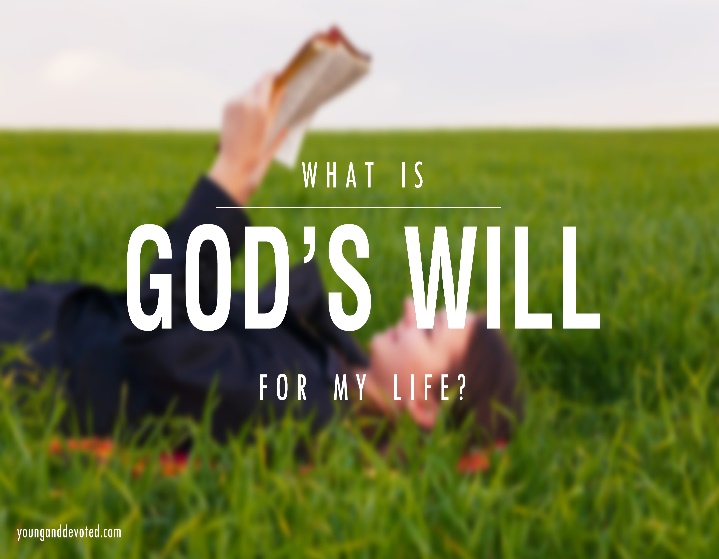 WHAT IS
GOD'S WILL
FOR MY LIFE?
younganddevoted.com